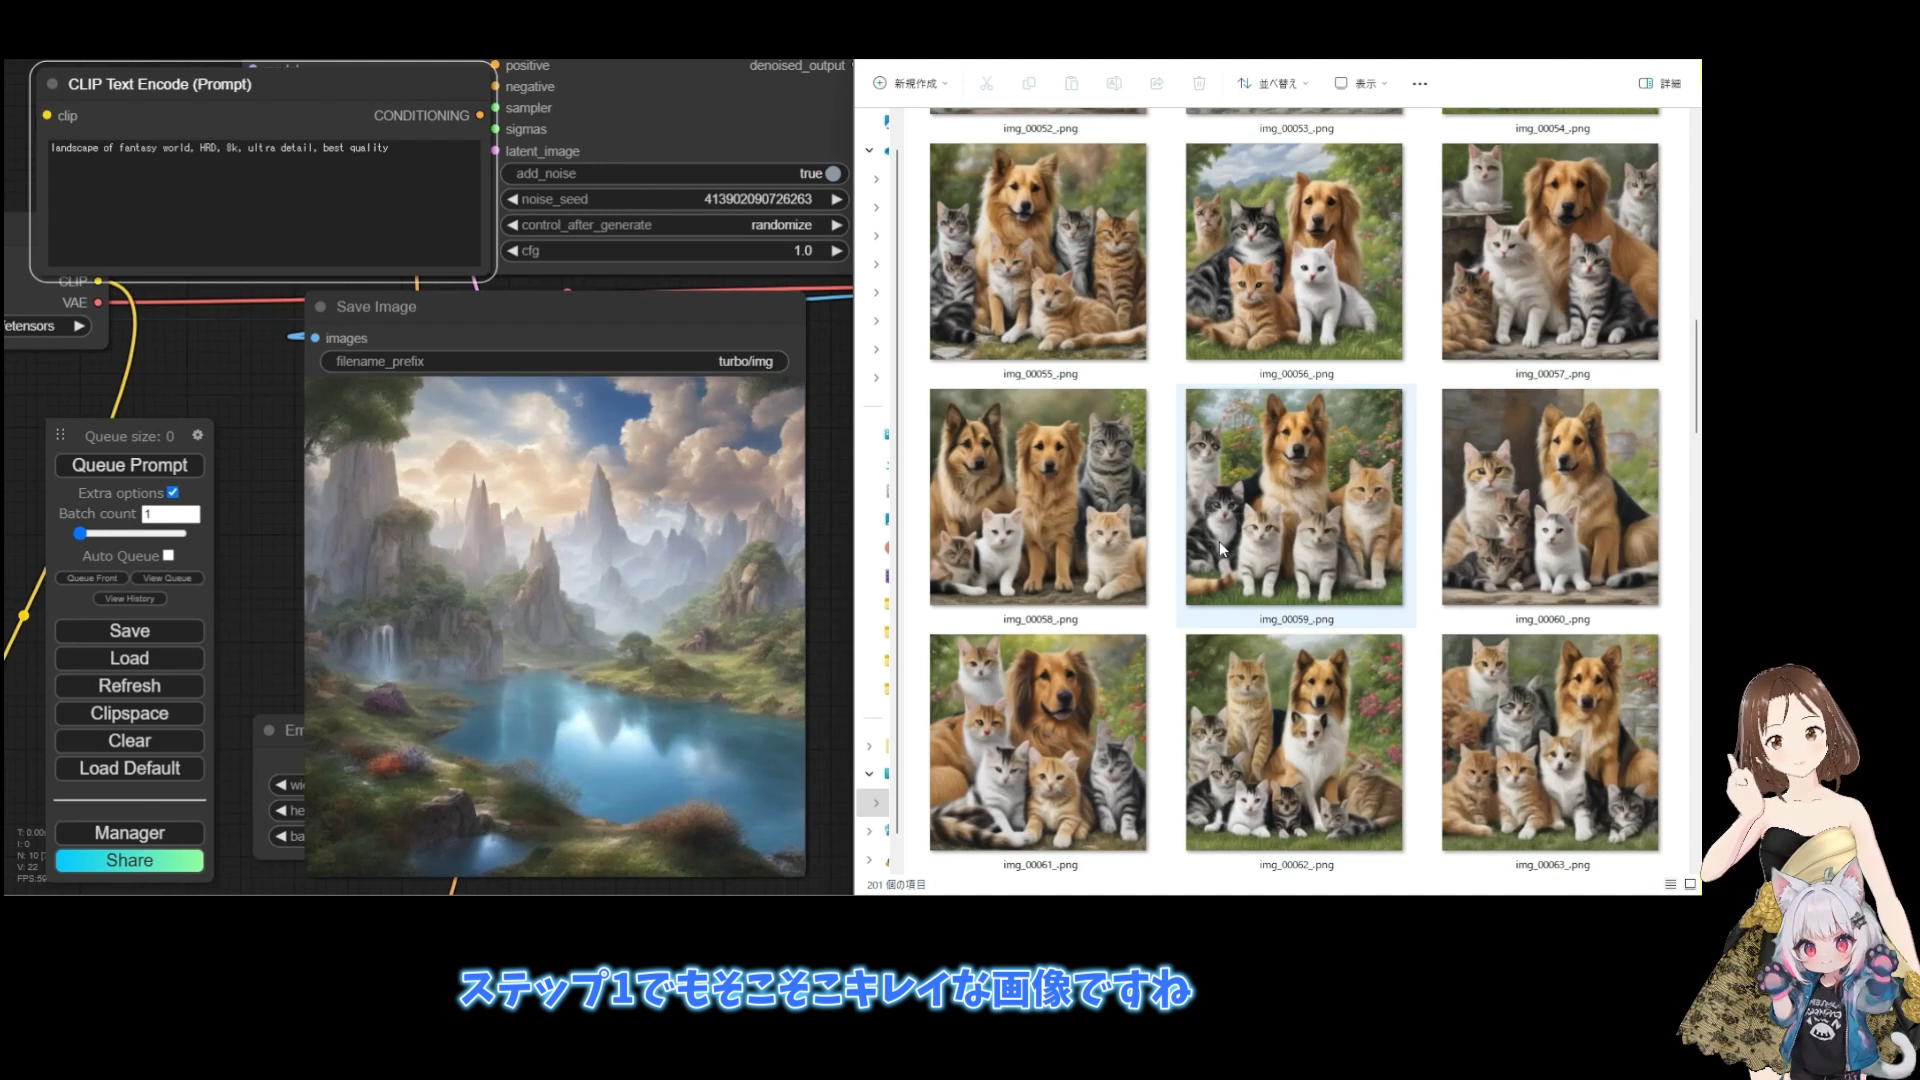 CLIP Text Encode (Prompt)
clip
CONDITIONING
landscape of fantasy world, HRD, 8k, ultra detail, best quality
positive
denoised_output
negative
sampler
sigmas
latent_image
add_noise
true
noise_seed
413902090726263
control_after_generate
randomize
cfg
1.0
CLIP
VAE
fetensors
Save Image
images
filename_prefix
turbo/img
Queue size: 0
Queue Prompt
Extra options
Batch count
1
Auto Queue
Queue Front
View Queue
View History
Save
Load
Refresh
Clipspace
Clear
Load Default
Manager
Share
I: 0
V: 22
新規作成
並べ替え
表示
詳細
img_00052_.png
img_00053_.png
img_00054_.png
img_00055_.png
img_00056_.png
img_00057_.png
img_00058_.png
img_00059_.png
img_00060_.png
img_00061_.png
img_00062_.png
img_00063_.png
201 個の項目
ステップ1でもそこそこキレイな画像ですね